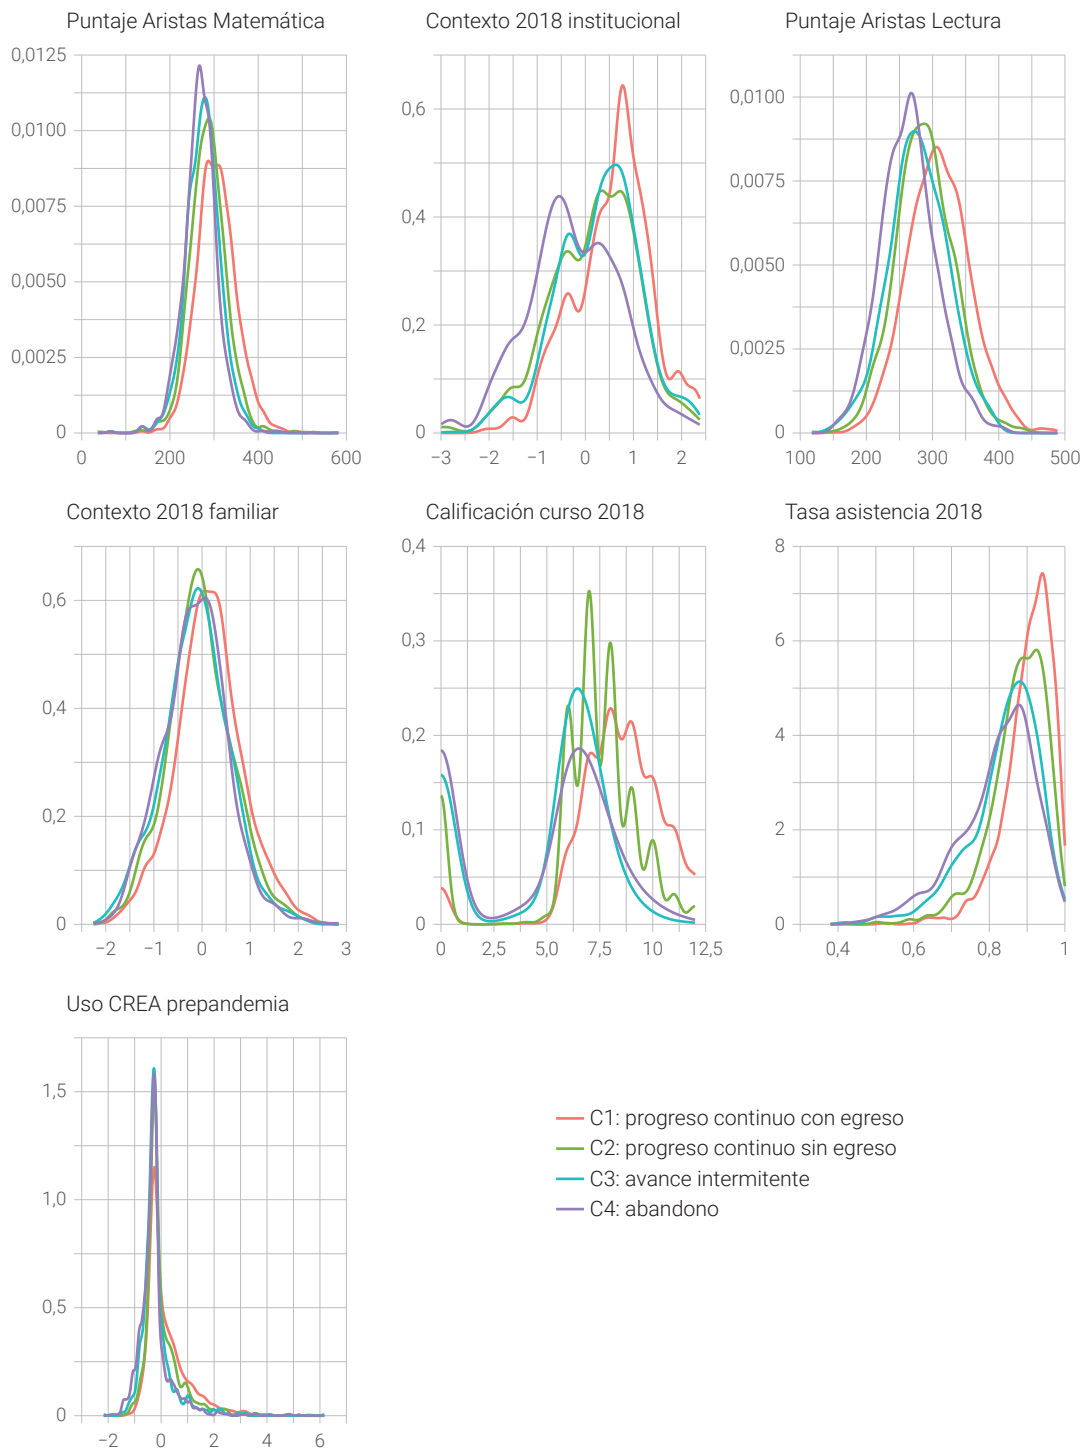 Puntaje Aristas Matemática
0,0125
0,0100
0,0075
0,0050
0,0025
0
0 200 400 600
Contexto 2018 institucional
0,6
0,4
0,2
0
−3 −2 −1 0 1 2
Puntaje Aristas Lectura
0,0100
0,0075
0,0050
0,0025
0
100 200 300 400 500
Contexto 2018 familiar
0,6
0,4
0,2
0
−2 −1 0 1 2 3
Calificación curso 2018
0,4
0,3
0,2
0,1
0
0 2,5 5,0 7,5 10 12,5
Tasa asistencia 2018
8
6
4
2
0
0,4 0,6 0,8 1
Uso CREA prepandemia
1,5
1,0
0,5
0
−2 0 2 4 6
C1: progreso continuo con egreso
C2: progreso continuo sin egreso
C3: avance intermitente
C4: abandono